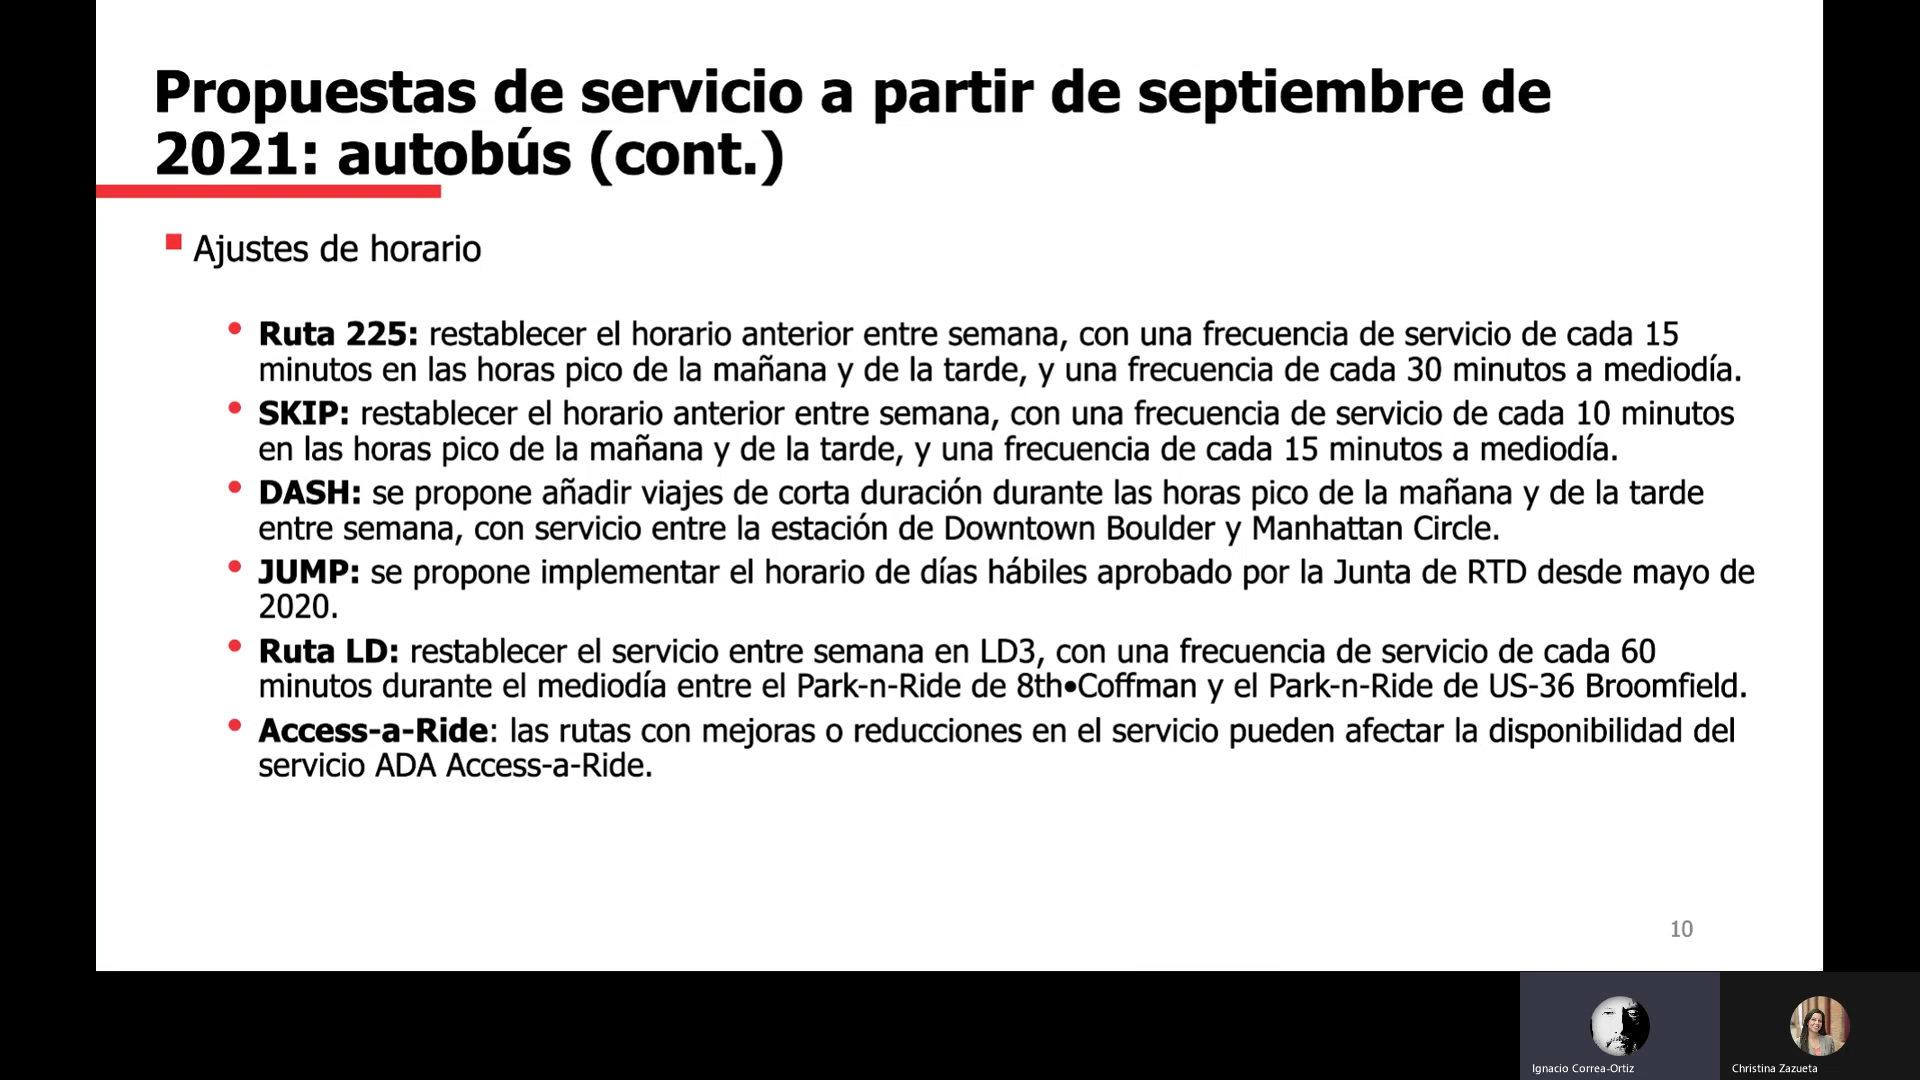 Propuestas de servicio a partir de septiembre de
2021: autobús (cont.)
Ajustes de horario
Ruta 225: restablecer el horario anterior entre semana, con una frecuencia de servicio de cada 15
minutos en las horas pico de la mañana y de la tarde, y una frecuencia de cada 30 minutos a mediodía.
SKIP: restablecer el horario anterior entre semana, con una frecuencia de servicio de cada 10 minutos
en las horas pico de la mañana y de la tarde, y una frecuencia de cada 15 minutos a mediodía.
DASH: se propone añadir viajes de corta duración durante las horas pico de la mañana y de la tarde
entre semana, con servicio entre la estación de Downtown Boulder y Manhattan Circle.
JUMP: se propone implementar el horario de días hábiles aprobado por la Junta de RTD desde mayo de
2020.
Ruta LD: restablecer el servicio entre semana en LD3, con una frecuencia de servicio de cada 60
minutos durante el mediodía entre el Park-n-Ride de 8th•Coffman y el Park-n-Ride de US-36 Broomfield.
Access-a-Ride: las rutas con mejoras o reducciones en el servicio pueden afectar la disponibilidad del
servicio ADA Access-a-Ride.
10
Ignacio Correa-Ortiz
Christina Zazueta